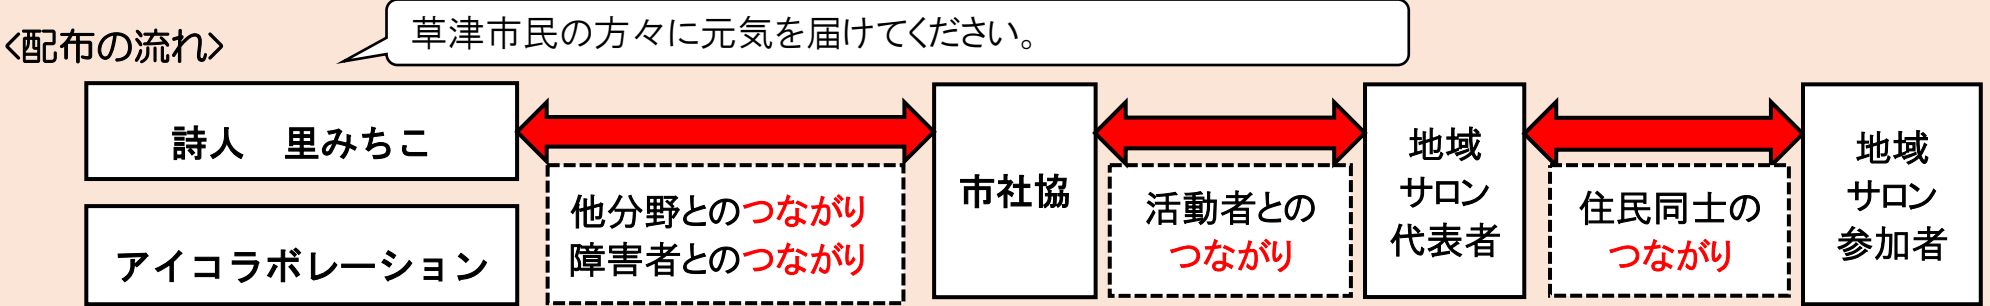 草津市民の方々に元気を届けてください。
<配布の流れ>
詩人　里みちこ
アイコラボレーション
他分野とのつながり
障害者とのつながり
市社協
活動者との
つながり
地域
サロン
代表者
住民同士の
つながり
地域
サロン
参加者